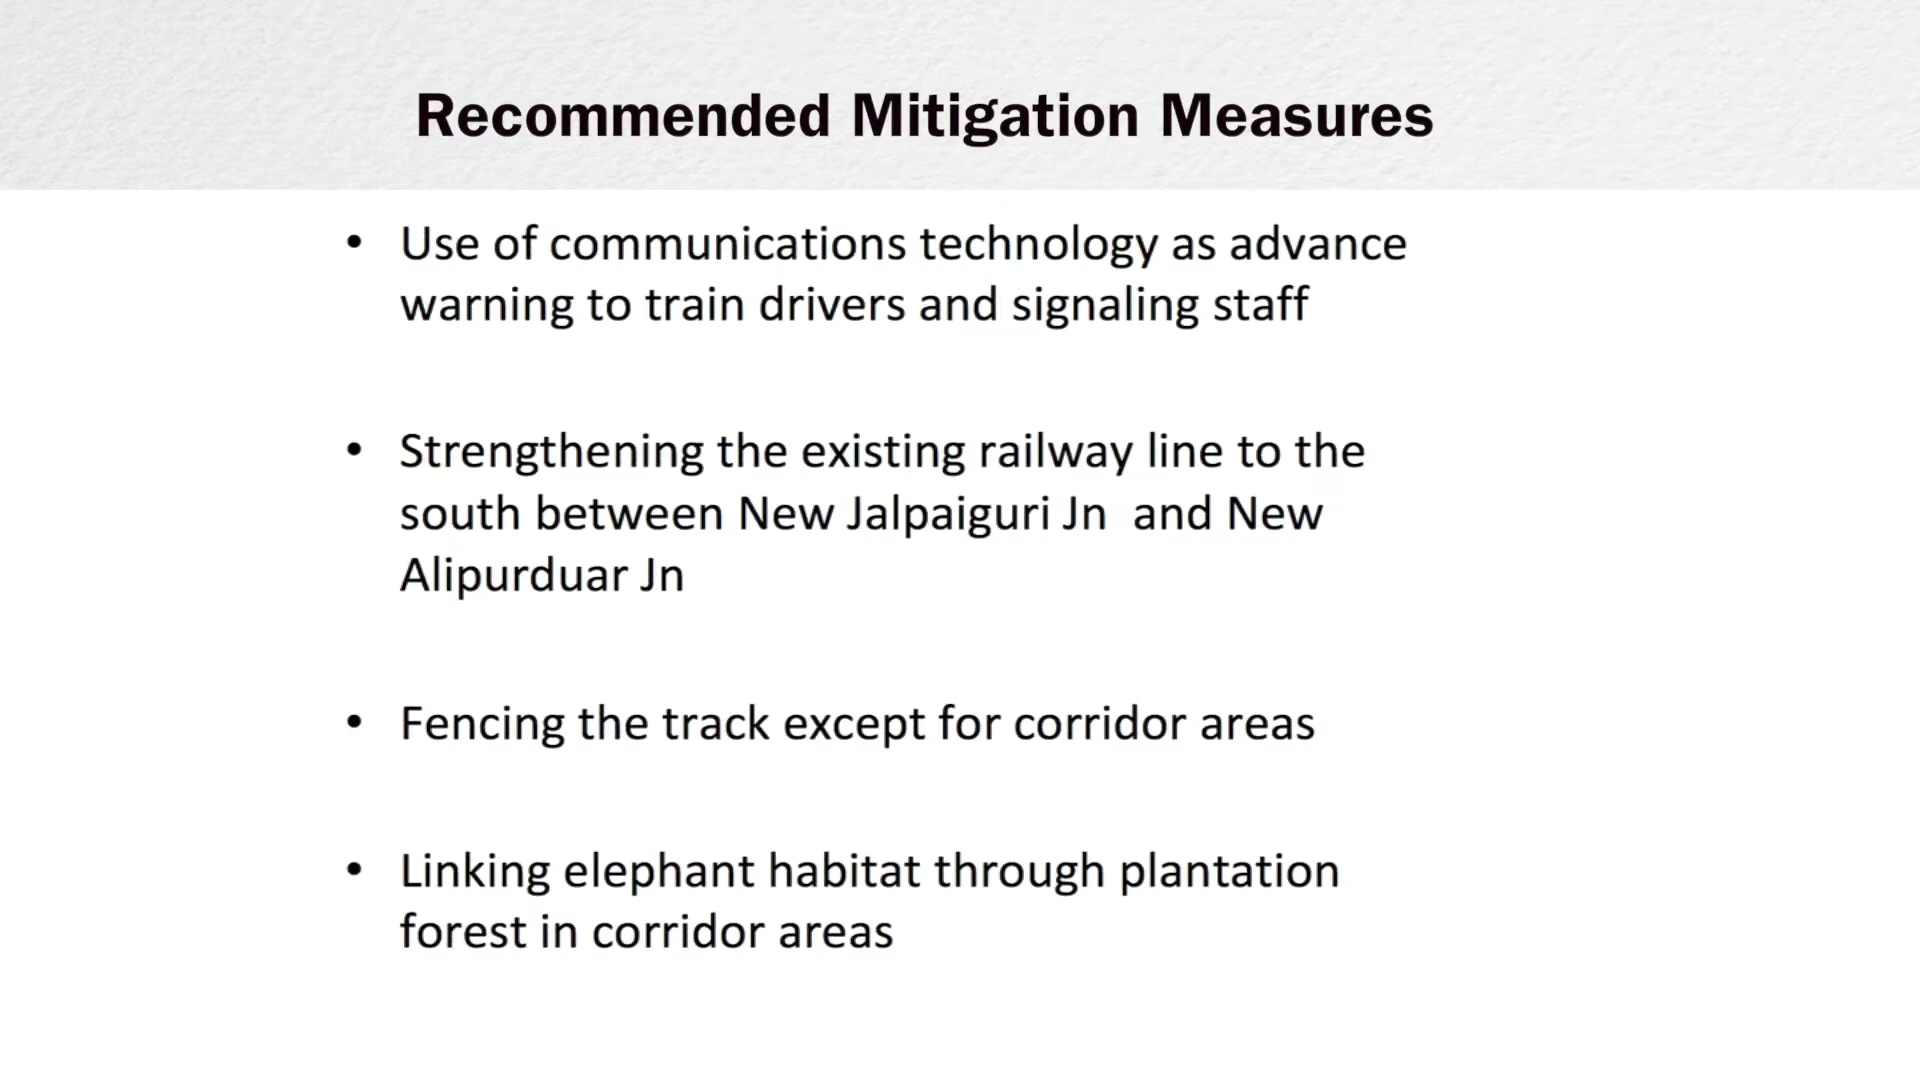 Recommended Mitigation Measures
• Use of communications technology as advance
warning to train drivers and signaling staff
• Strengthening the existing railway line to the
south between New Jalpaiguri Jn  and New
Alipurduar Jn
• Fencing the track except for corridor areas
• Linking elephant habitat through plantation
forest in corridor areas